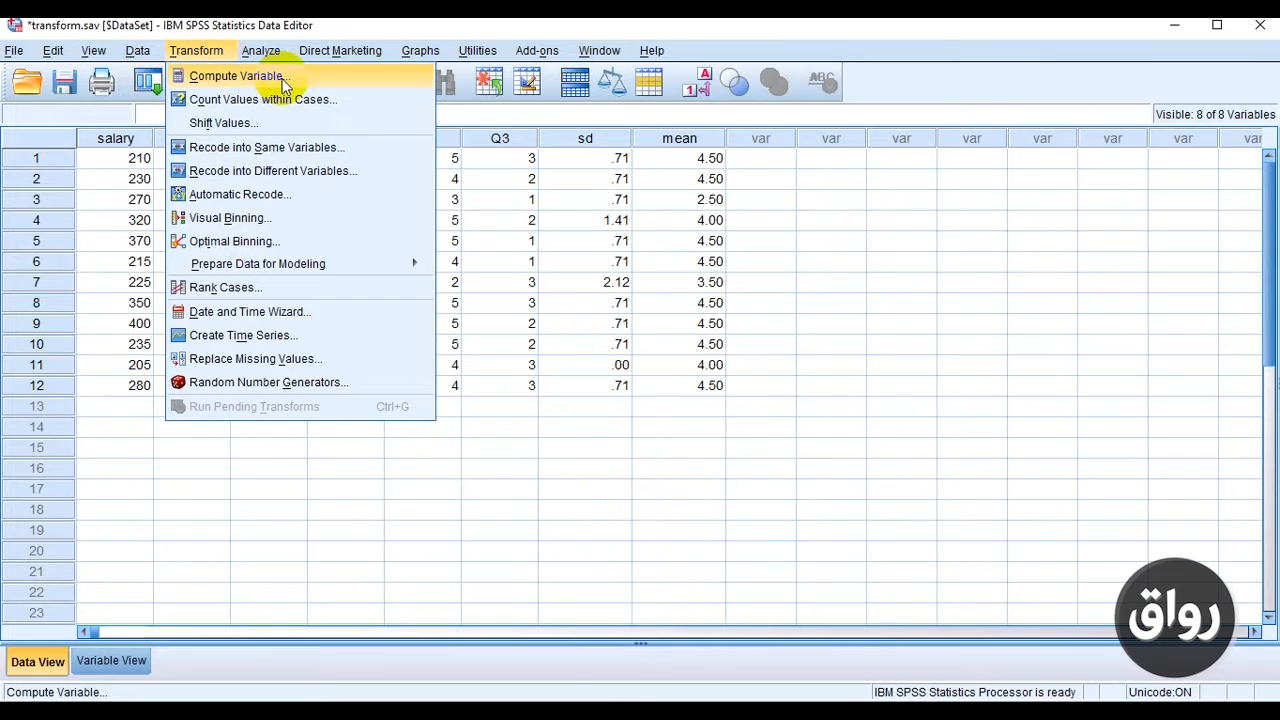 *transform.sav [$DataSet] - IBM SPSS Statistics Data Editor
File Edit View Data Transform Analyze Direct Marketing Graphs Utilities Add-ons Window Help
Compute Variable...
Count Values within Cases...
Shift Values...
Recode into Same Variables...
Recode into Different Variables...
Automatic Recode...
Visual Binning...
Optimal Binning...
Prepare Data for Modeling
Rank Cases...
Date and Time Wizard...
Create Time Series...
Replace Missing Values...
Random Number Generators...
Run Pending Transforms Ctrl+G
Visible: 8 of 8 Variables
salary Q3 sd mean var var var var var var var
1 210 5 3 .71 4.50
2 230 4 2 .71 4.50
3 270 3 1 .71 2.50
4 320 5 2 1.41 4.00
5 370 5 1 .71 4.50
6 215 4 1 .71 4.50
7 225 2 3 2.12 3.50
8 350 5 3 .71 4.50
9 400 5 2 .71 4.50
10 235 5 2 .71 4.50
11 205 4 3 .00 4.00
12 280 4 3 .71 4.50
13
14
15
16
17
18
19
20
21
22
23
رواق
Data View Variable View
Compute Variable... IBM SPSS Statistics Processor is ready Unicode:ON